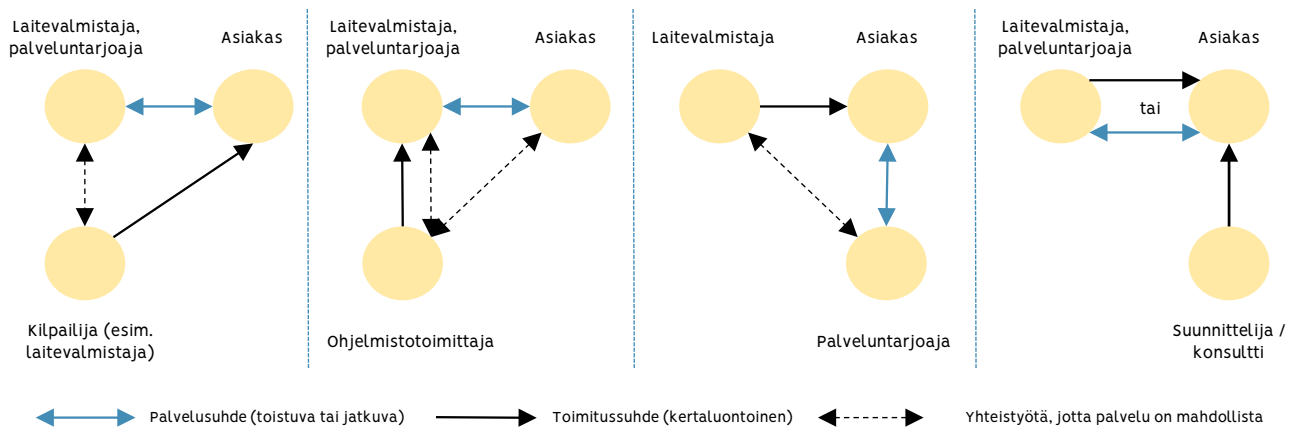 Laitevalmistaja,
palveluntarjoaja
Asiakas
Kilpailija (esim.
laitevalmistaja)
Laitevalmistaja,
palveluntarjoaja
Asiakas
Ohjelmistotoimittaja
Laitevalmistaja
Asiakas
Palveluntarjoaja
Laitevalmistaja,
palveluntarjoaja
Asiakas
tai
Suunnittelija /
konsultti
Palvelusuhde (toistuva tai jatkuva)
Toimitussuhde (kertaluontoinen)
Yhteistyötä, jotta palvelu on mahdollista